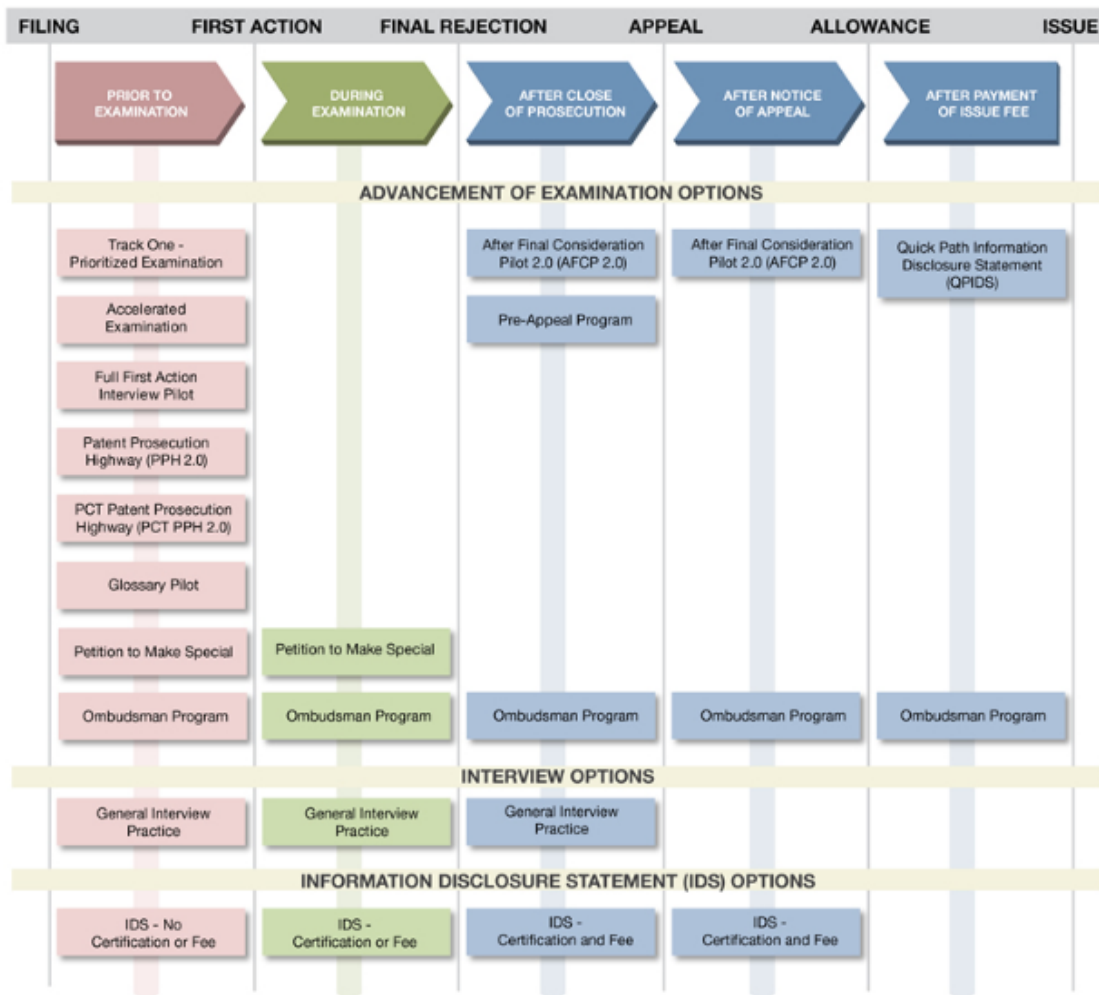 FILING FIRST ACTION FINAL REJECTION APPEAL ALLOWANCE ISSUE
PRIOR TO
EXAMINATION
DURING
EXAMINATION
AFTER CLOSE
OF PROSECUTION
AFTER NOTICE
OF APPEAL
AFTER PAYMENT
OF ISSUE FEE
ADVANCEMENT OF EXAMINATION OPTIONS
Track One -
Prioritized Examination
After Final Consideration
Pilot 2.0 (AFCP 2.0)
After Final Consideration
Pilot 2.0 (AFCP 2.0)
Quick Path Information
Disclosure Statement
(QPIDS)
Accelerated
Examination
Pre-Appeal Program
Full First Action
Interview Pilot
Patent Prosecution
Highway (PPH 2.0)
PCT Patent Prosecution
Highway (PCT PPH 2.0)
Glossary Pilot
Petition to Make Special
Petition to Make Special
Ombudsman Program
Ombudsman Program
Ombudsman Program
Ombudsman Program
Ombudsman Program
INTERVIEW OPTIONS
General Interview
Practice
General Interview
Practice
General Interview
Practice
INFORMATION DISCLOSURE STATEMENT (IDS) OPTIONS
IDS - No
Certification or Fee
IDS -
Certification or Fee
IDS -
Certification and Fee
IDS -
Certification and Fee